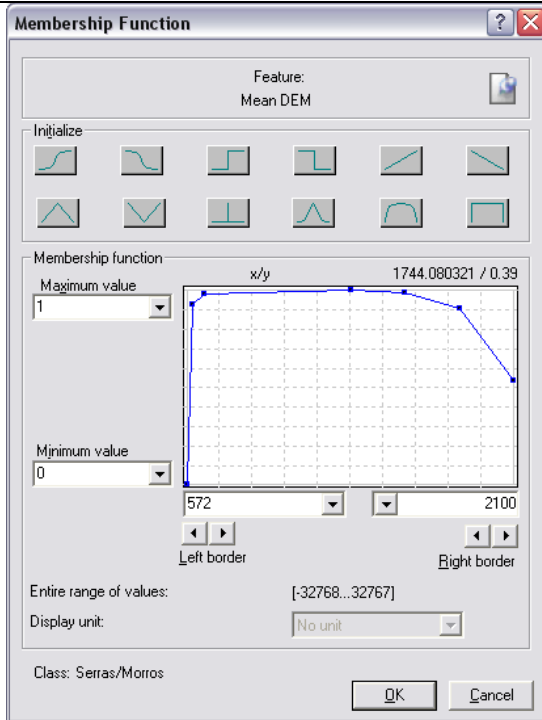 Membership Function
Feature:
Mean DEM
Initialize
Membership function
Maximum value
x/y
1744.080321 / 0.39
1
Minimum value
0
572
2100
Left border
Right border
Entire range of values:
[-32768...32767]
Display unit:
No unit
Class: Serras/Morros
OK
Cancel